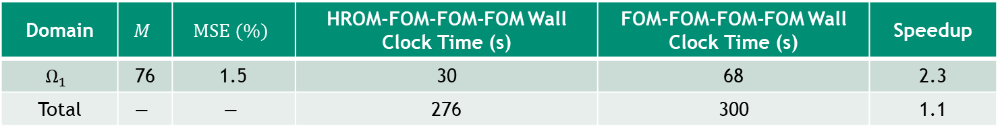 Domain M MSE (%) HROM-FOM-FOM-FOM Wall Clock Time (s) FOM-FOM-FOM-FOM Wall Clock Time (s) Speedup
Ω₁ 76 1.5 30 68 2.3
Total — — 276 300 1.1